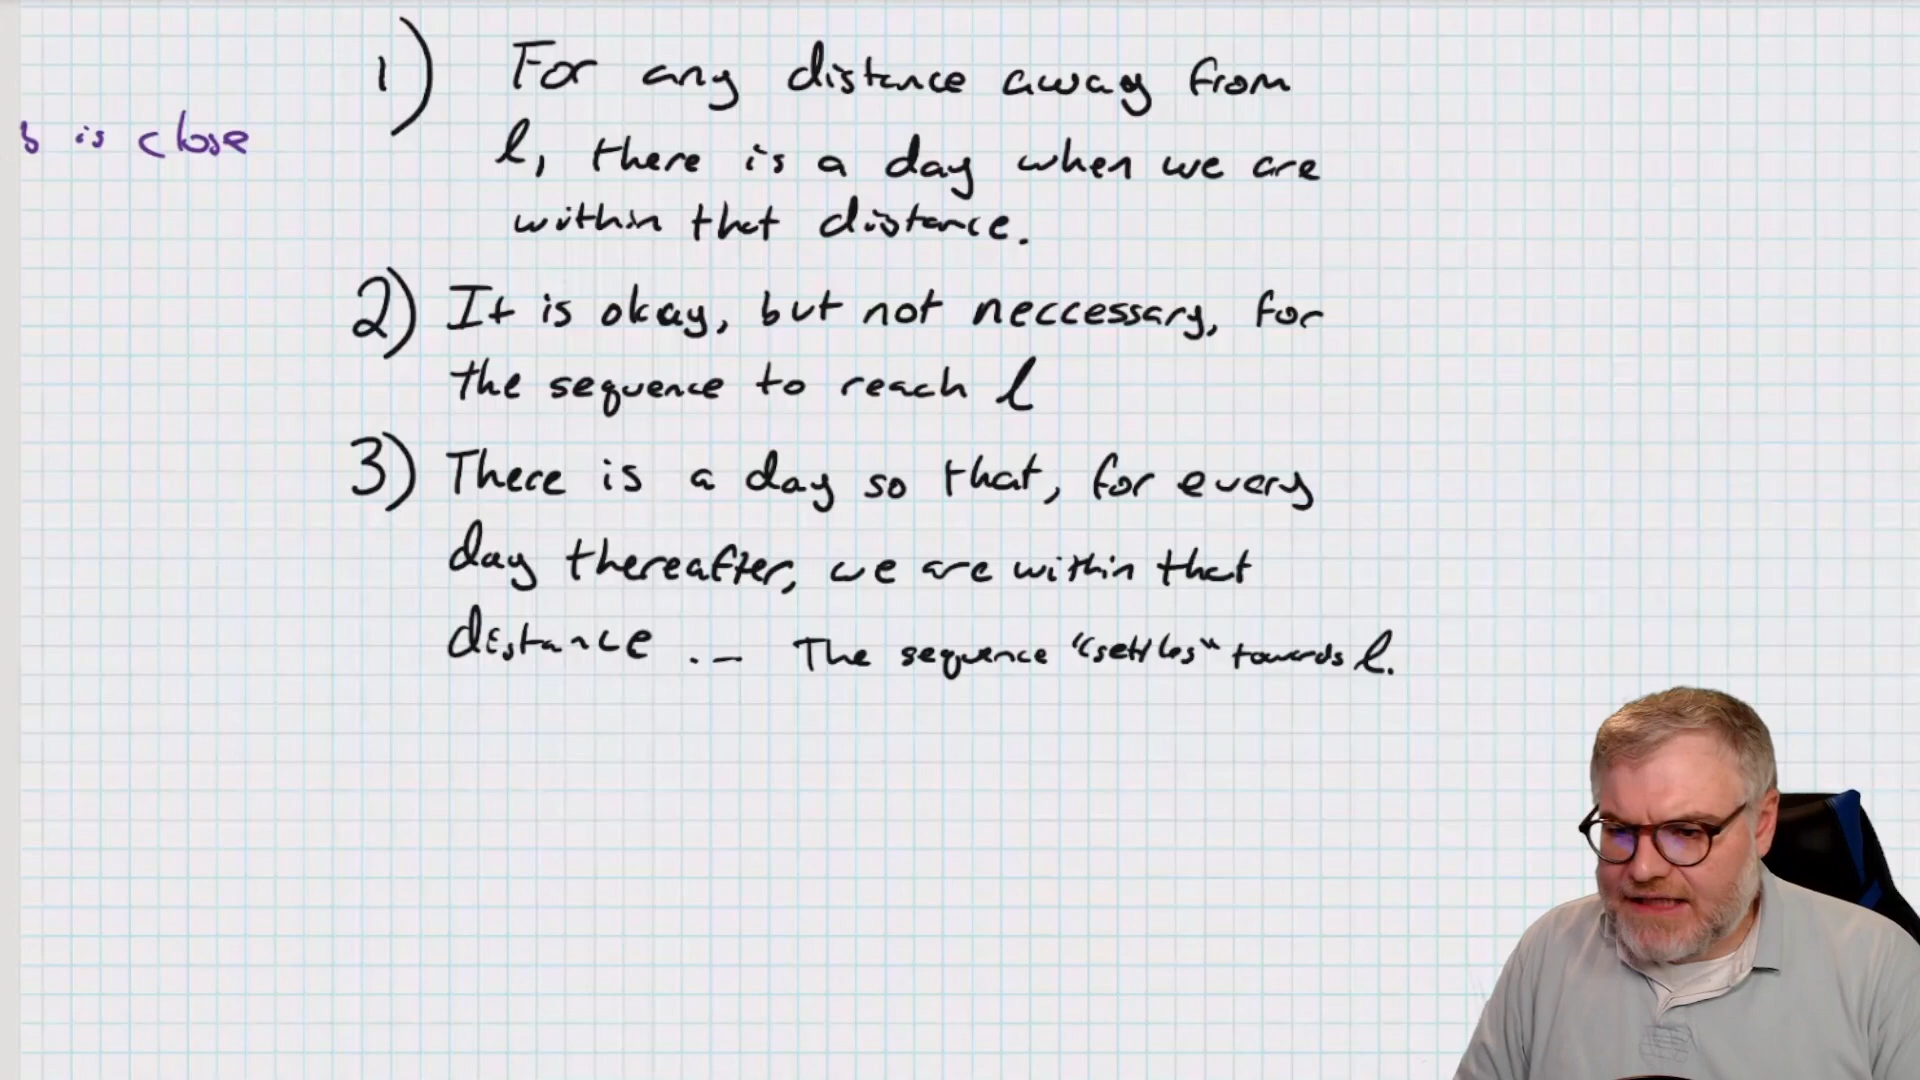 1) For any distance away from
l, there is a day when we are
within that distance.
is close
2) It is okay, but not neccessary, for
the sequence to reach l
3) There is a day so that, for every
day thereafter, we are within that
distance. — The sequence "settles" towards l.